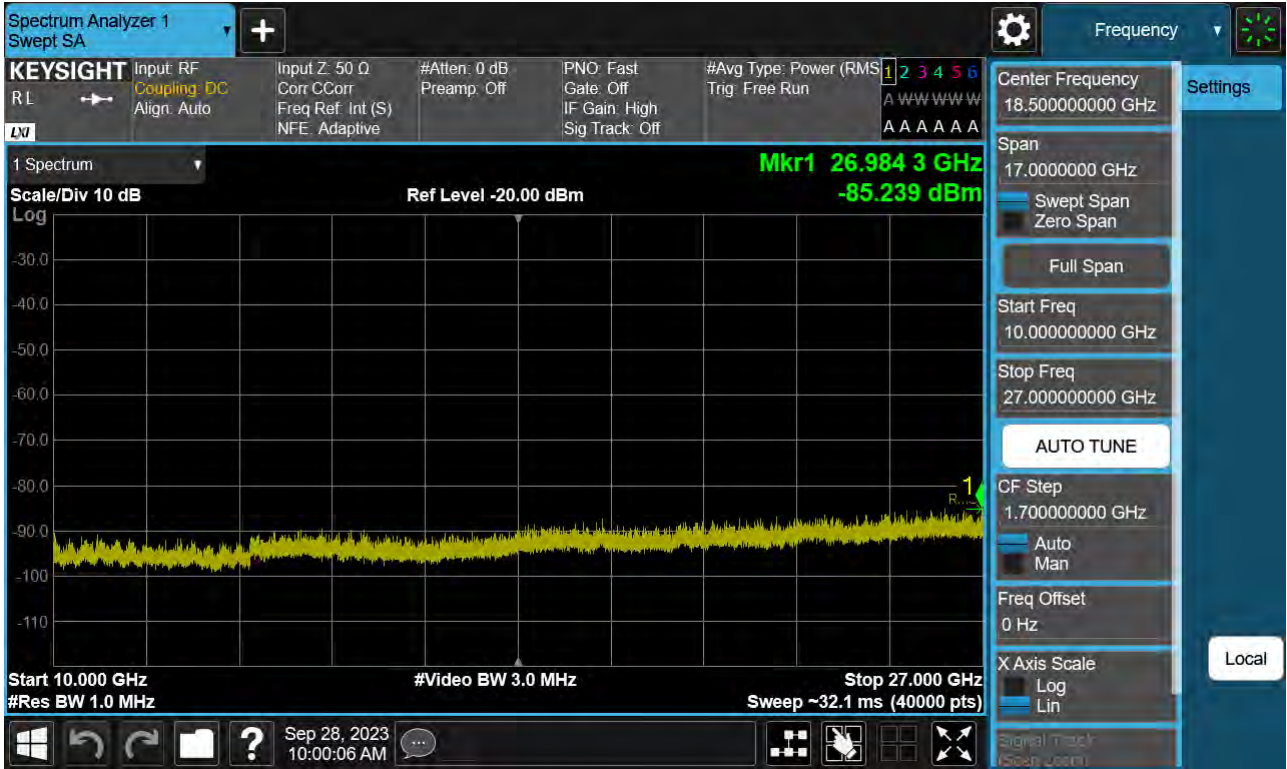 Spectrum Analyzer 1
Swept SA
+
Frequency
KEYSIGHT
RL
LXI
Input: RF
Coupling: DC
Align: Auto
Input Z: 50 Ω
Corr CCorr
Freq Ref: Int (S)
NFE: Adaptive
#Atten: 0 dB
Preamp: Off
PNO: Fast
Gate: Off
IF Gain: High
Sig Track: Off
#Avg Type: Power (RMS
Trig: Free Run
1 2 3 4 5 6
A W W W W W
A A A A A A
1 Spectrum
Scale/Div 10 dB
Log
Ref Level -20.00 dBm
Mkr1 26.984 3 GHz
-85.239 dBm
-30.0
-40.0
-50.0
-60.0
-70.0
-80.0
-90.0
-100
-110
1
Start 10.000 GHz
#Res BW 1.0 MHz
#Video BW 3.0 MHz
Stop 27.000 GHz
Sweep ~32.1 ms (40000 pts)
?
Sep 28, 2023
10:00:06 AM
Center Frequency
18.500000000 GHz
Span
17.0000000 GHz
Swept Span
Zero Span
Full Span
Start Freq
10.000000000 GHz
Stop Freq
27.000000000 GHz
AUTO TUNE
CF Step
1.700000000 GHz
Auto
Man
Freq Offset
0 Hz
X Axis Scale
Log
Lin
Signal Track
(Span Zoom)
Settings
Local